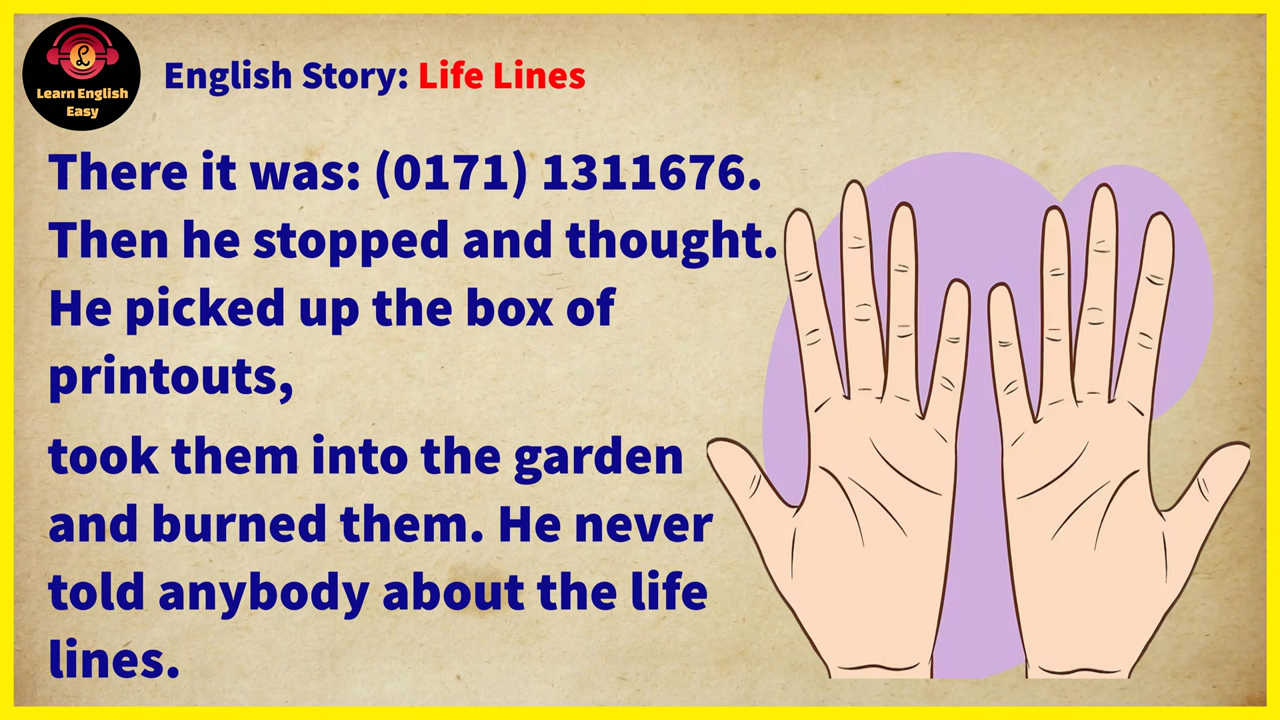 Learn English
Easy
English Story: Life Lines
There it was: (0171) 1311676.
Then he stopped and thought.
He picked up the box of
printouts,
took them into the garden
and burned them. He never
told anybody about the life
lines.